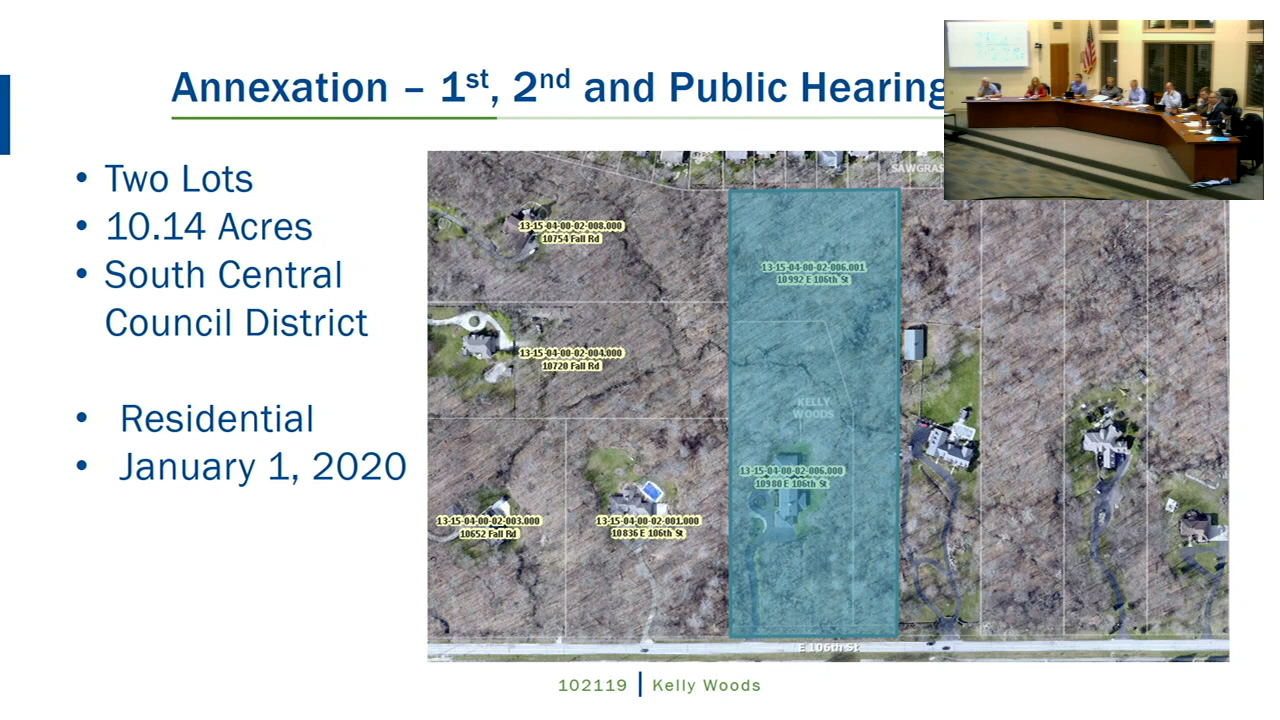 Annexation – 1st, 2nd and Public Hearing
• Two Lots
• 10.14 Acres
• South Central
Council District
• Residential
• January 1, 2020
SAWGRAS
13-15-04-00-02-008.000
10754 Fall Rd
13-15-04-00-02-006.001
10992 E 106th St
13-15-04-00-02-004.000
10720 Fall Rd
KELLY
WOODS
13-15-04-00-02-006.000
10980 E 106th St
13-15-04-00-02-003.000
10652 Fall Rd
13-15-04-00-02-001.000
10836 E 106th St
E 106th St
102119 | Kelly Woods